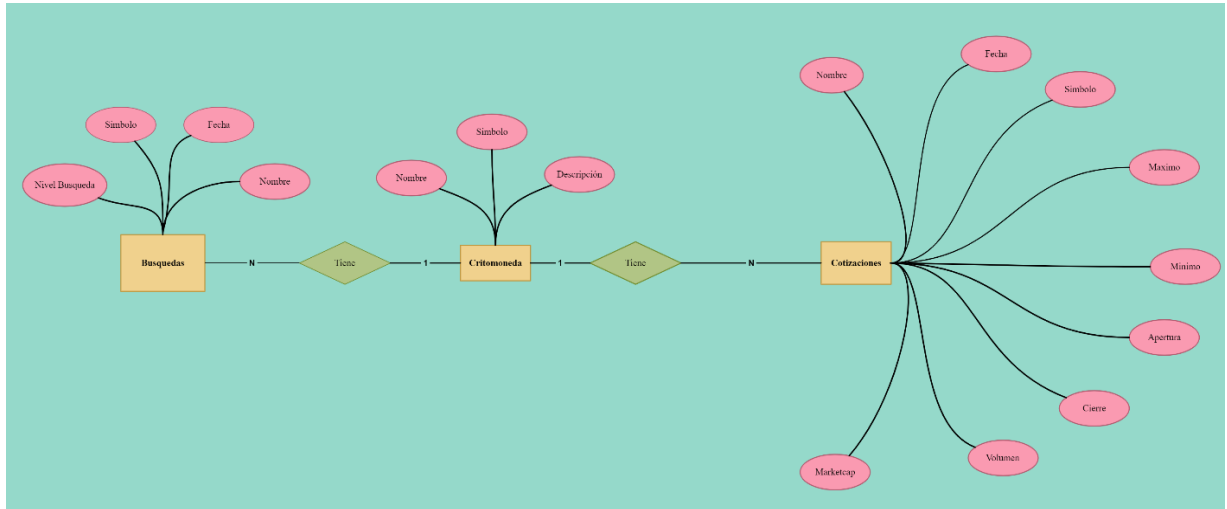 Fecha
Nombre
Simbolo
Simbolo
Fecha
Simbolo
Maximo
Nivel Busqueda
Nombre
Nombre
Descripción
Busquedas
N
Tiene
1
Critomoneda
1
Tiene
N
Cotizaciones
Minimo
Apertura
Cierre
Volumen
Marketcap